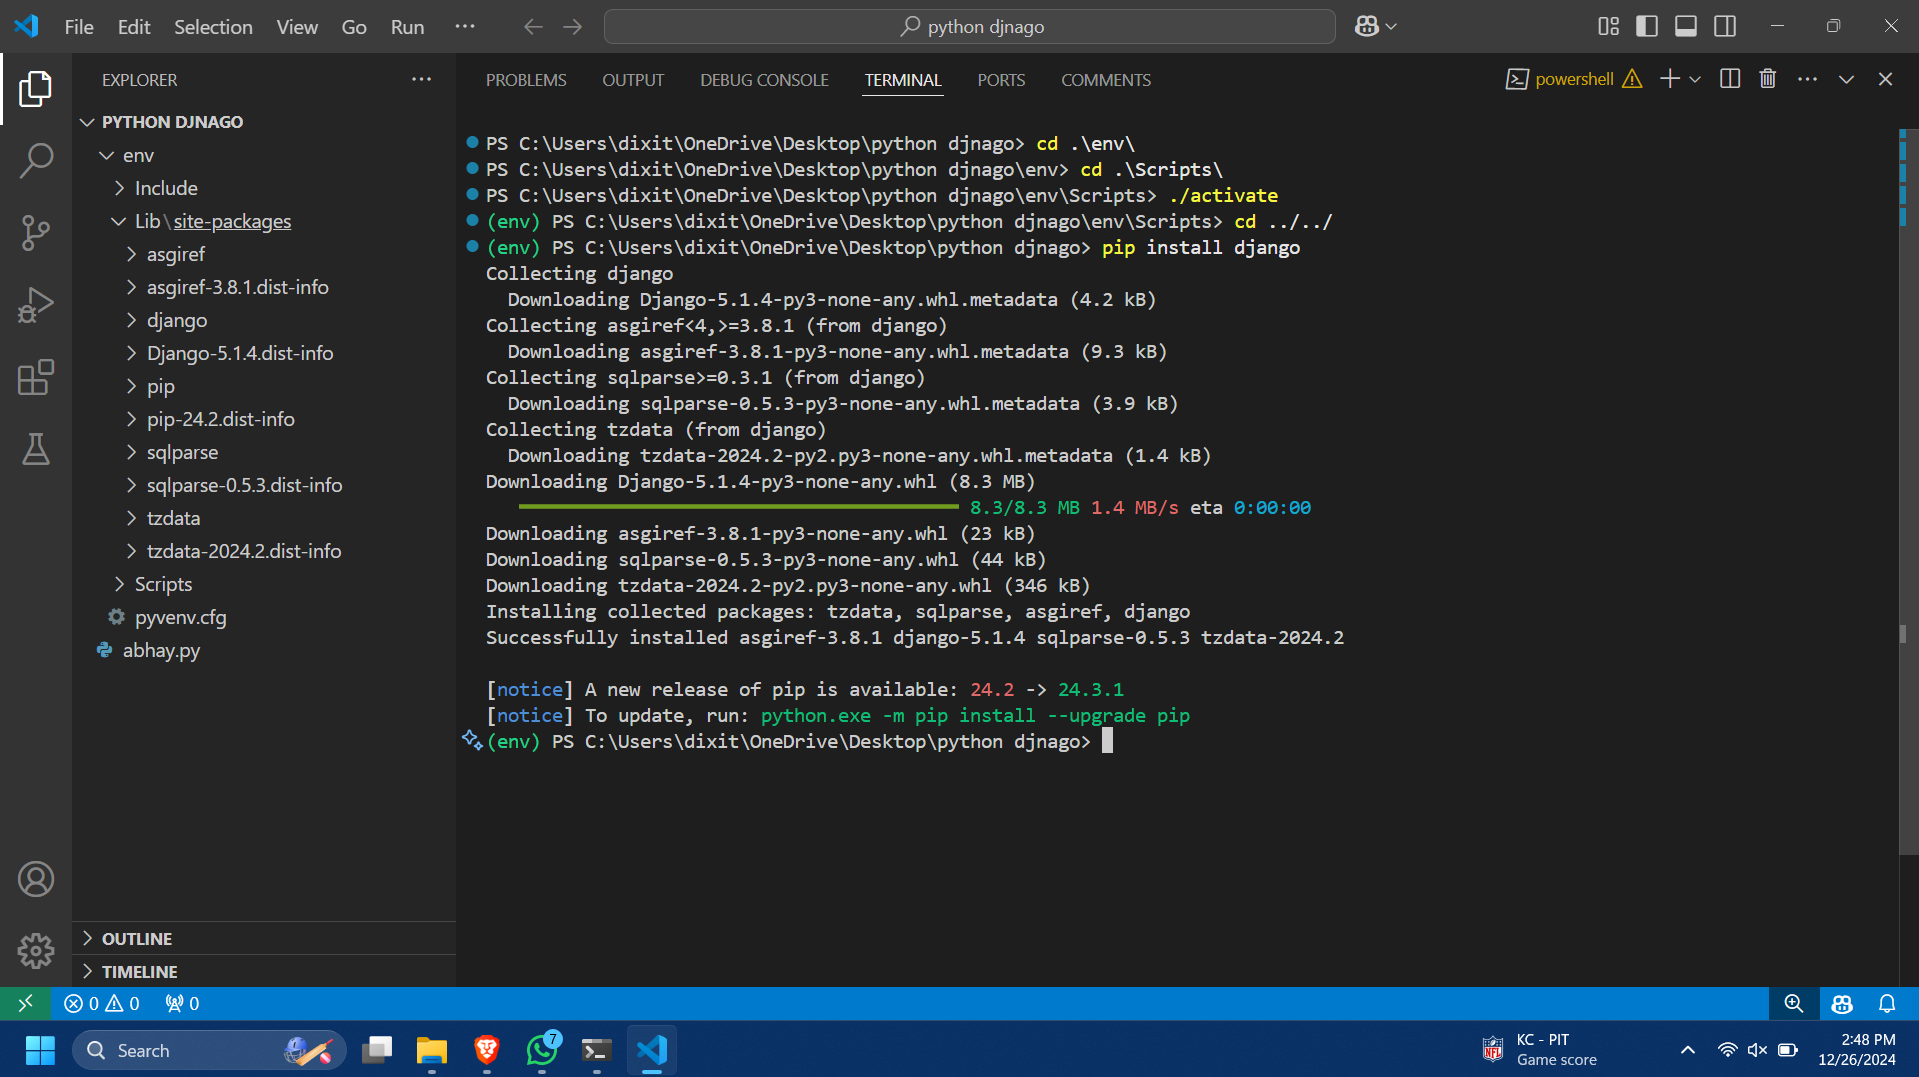 File Edit Selection View Go Run ···
python djnago
EXPLORER
PYTHON DJNAGO
env
Include
Lib\site-packages
asgiref
asgiref-3.8.1.dist-info
django
Django-5.1.4.dist-info
pip
pip-24.2.dist-info
sqlparse
sqlparse-0.5.3.dist-info
tzdata
tzdata-2024.2.dist-info
Scripts
pyvenv.cfg
abhay.py
OUTLINE
TIMELINE
PROBLEMS OUTPUT DEBUG CONSOLE TERMINAL PORTS COMMENTS
powershell
PS C:\Users\dixit\OneDrive\Desktop\python djnago> cd .\env\
PS C:\Users\dixit\OneDrive\Desktop\python djnago\env> cd .\Scripts\
PS C:\Users\dixit\OneDrive\Desktop\python djnago\env\Scripts> ./activate
(env) PS C:\Users\dixit\OneDrive\Desktop\python djnago\env\Scripts> cd ../../
(env) PS C:\Users\dixit\OneDrive\Desktop\python djnago> pip install django
Collecting django
Downloading Django-5.1.4-py3-none-any.whl.metadata (4.2 kB)
Collecting asgiref<4,>=3.8.1 (from django)
Downloading asgiref-3.8.1-py3-none-any.whl.metadata (9.3 kB)
Collecting sqlparse>=0.3.1 (from django)
Downloading sqlparse-0.5.3-py3-none-any.whl.metadata (3.9 kB)
Collecting tzdata (from django)
Downloading tzdata-2024.2-py2.py3-none-any.whl.metadata (1.4 kB)
Downloading Django-5.1.4-py3-none-any.whl (8.3 MB)
8.3/8.3 MB 1.4 MB/s eta 0:00:00
Downloading asgiref-3.8.1-py3-none-any.whl (23 kB)
Downloading sqlparse-0.5.3-py3-none-any.whl (44 kB)
Downloading tzdata-2024.2-py2.py3-none-any.whl (346 kB)
Installing collected packages: tzdata, sqlparse, asgiref, django
Successfully installed asgiref-3.8.1 django-5.1.4 sqlparse-0.5.3 tzdata-2024.2
[notice] A new release of pip is available: 24.2 -> 24.3.1
[notice] To update, run: python.exe -m pip install --upgrade pip
(env) PS C:\Users\dixit\OneDrive\Desktop\python djnago>
0 0 0
Search
7
NFL
KC - PIT
Game score
2:48 PM
12/26/2024